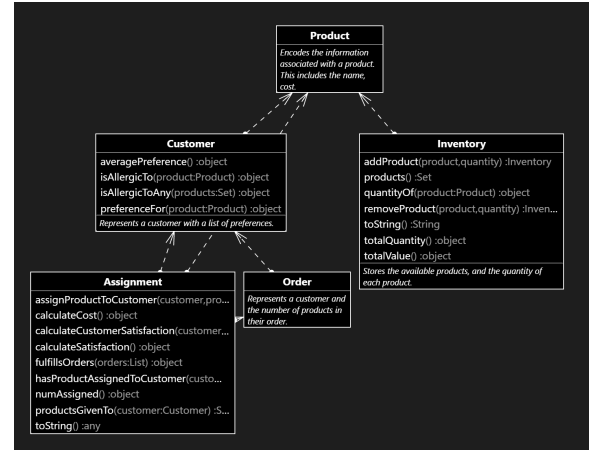 Product
Encodes the information
associated with a product.
This includes the name,
cost.
Customer
averagePreference() :object
isAllergicTo(product:Product) :object
isAllergicToAny(products:Set) :object
preferenceFor(product:Product) :object
Represents a customer with a list of preferences.
Inventory
addProduct(product,quantity) :Inventory
products() :Set
quantityOf(product:Product) :object
removeProduct(product,quantity) :Inven...
toString() :String
totalQuantity() :object
totalValue() :object
Stores the available products, and the quantity of
each product.
Assignment
assignProductToCustomer(customer,pro...
calculateCost() :object
calculateCustomerSatisfaction(customer...
calculateSatisfaction() :object
fulfillsOrders(orders:List) :object
hasProductAssignedToCustomer(custo...
numAssigned() :object
productsGivenTo(customer:Customer) :S...
toString() :any
Order
Represents a customer and
the number of products in
their order.